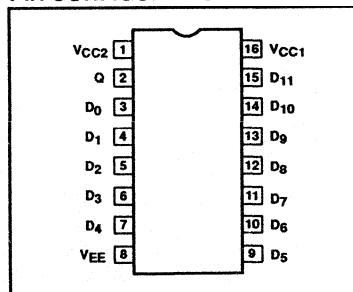 VCC2 1 16 VCC1
Q 2 15 D11
D0 3 14 D10
D1 4 13 D9
D2 5 12 D8
D3 6 11 D7
D4 7 10 D6
VEE 8 9 D5